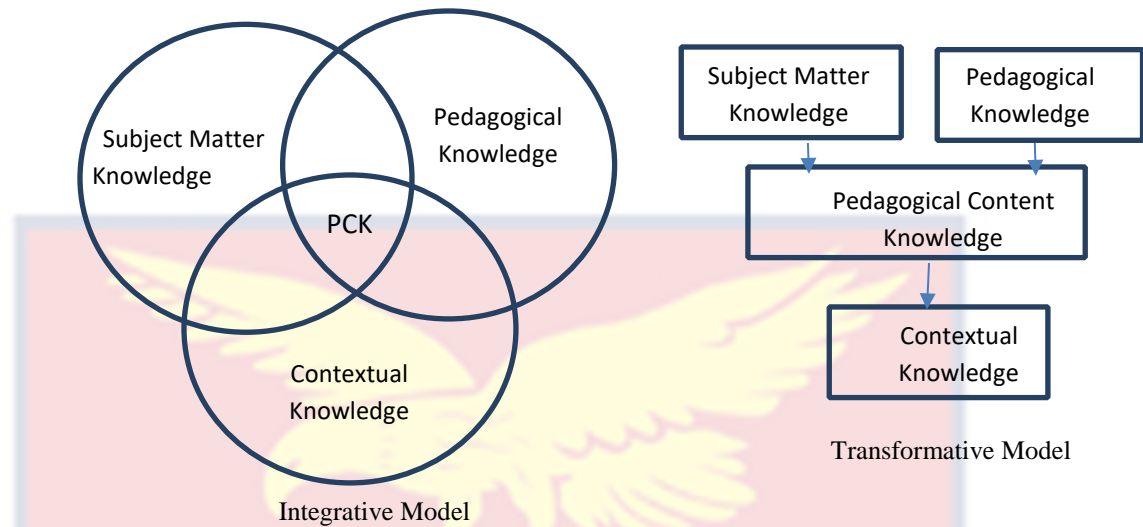 Subject Matter
Knowledge
Pedagogical
Knowledge
PCK
Contextual
Knowledge
Integrative Model
Subject Matter
Knowledge
Pedagogical
Knowledge
Pedagogical Content
Knowledge
Contextual
Knowledge
Transformative Model